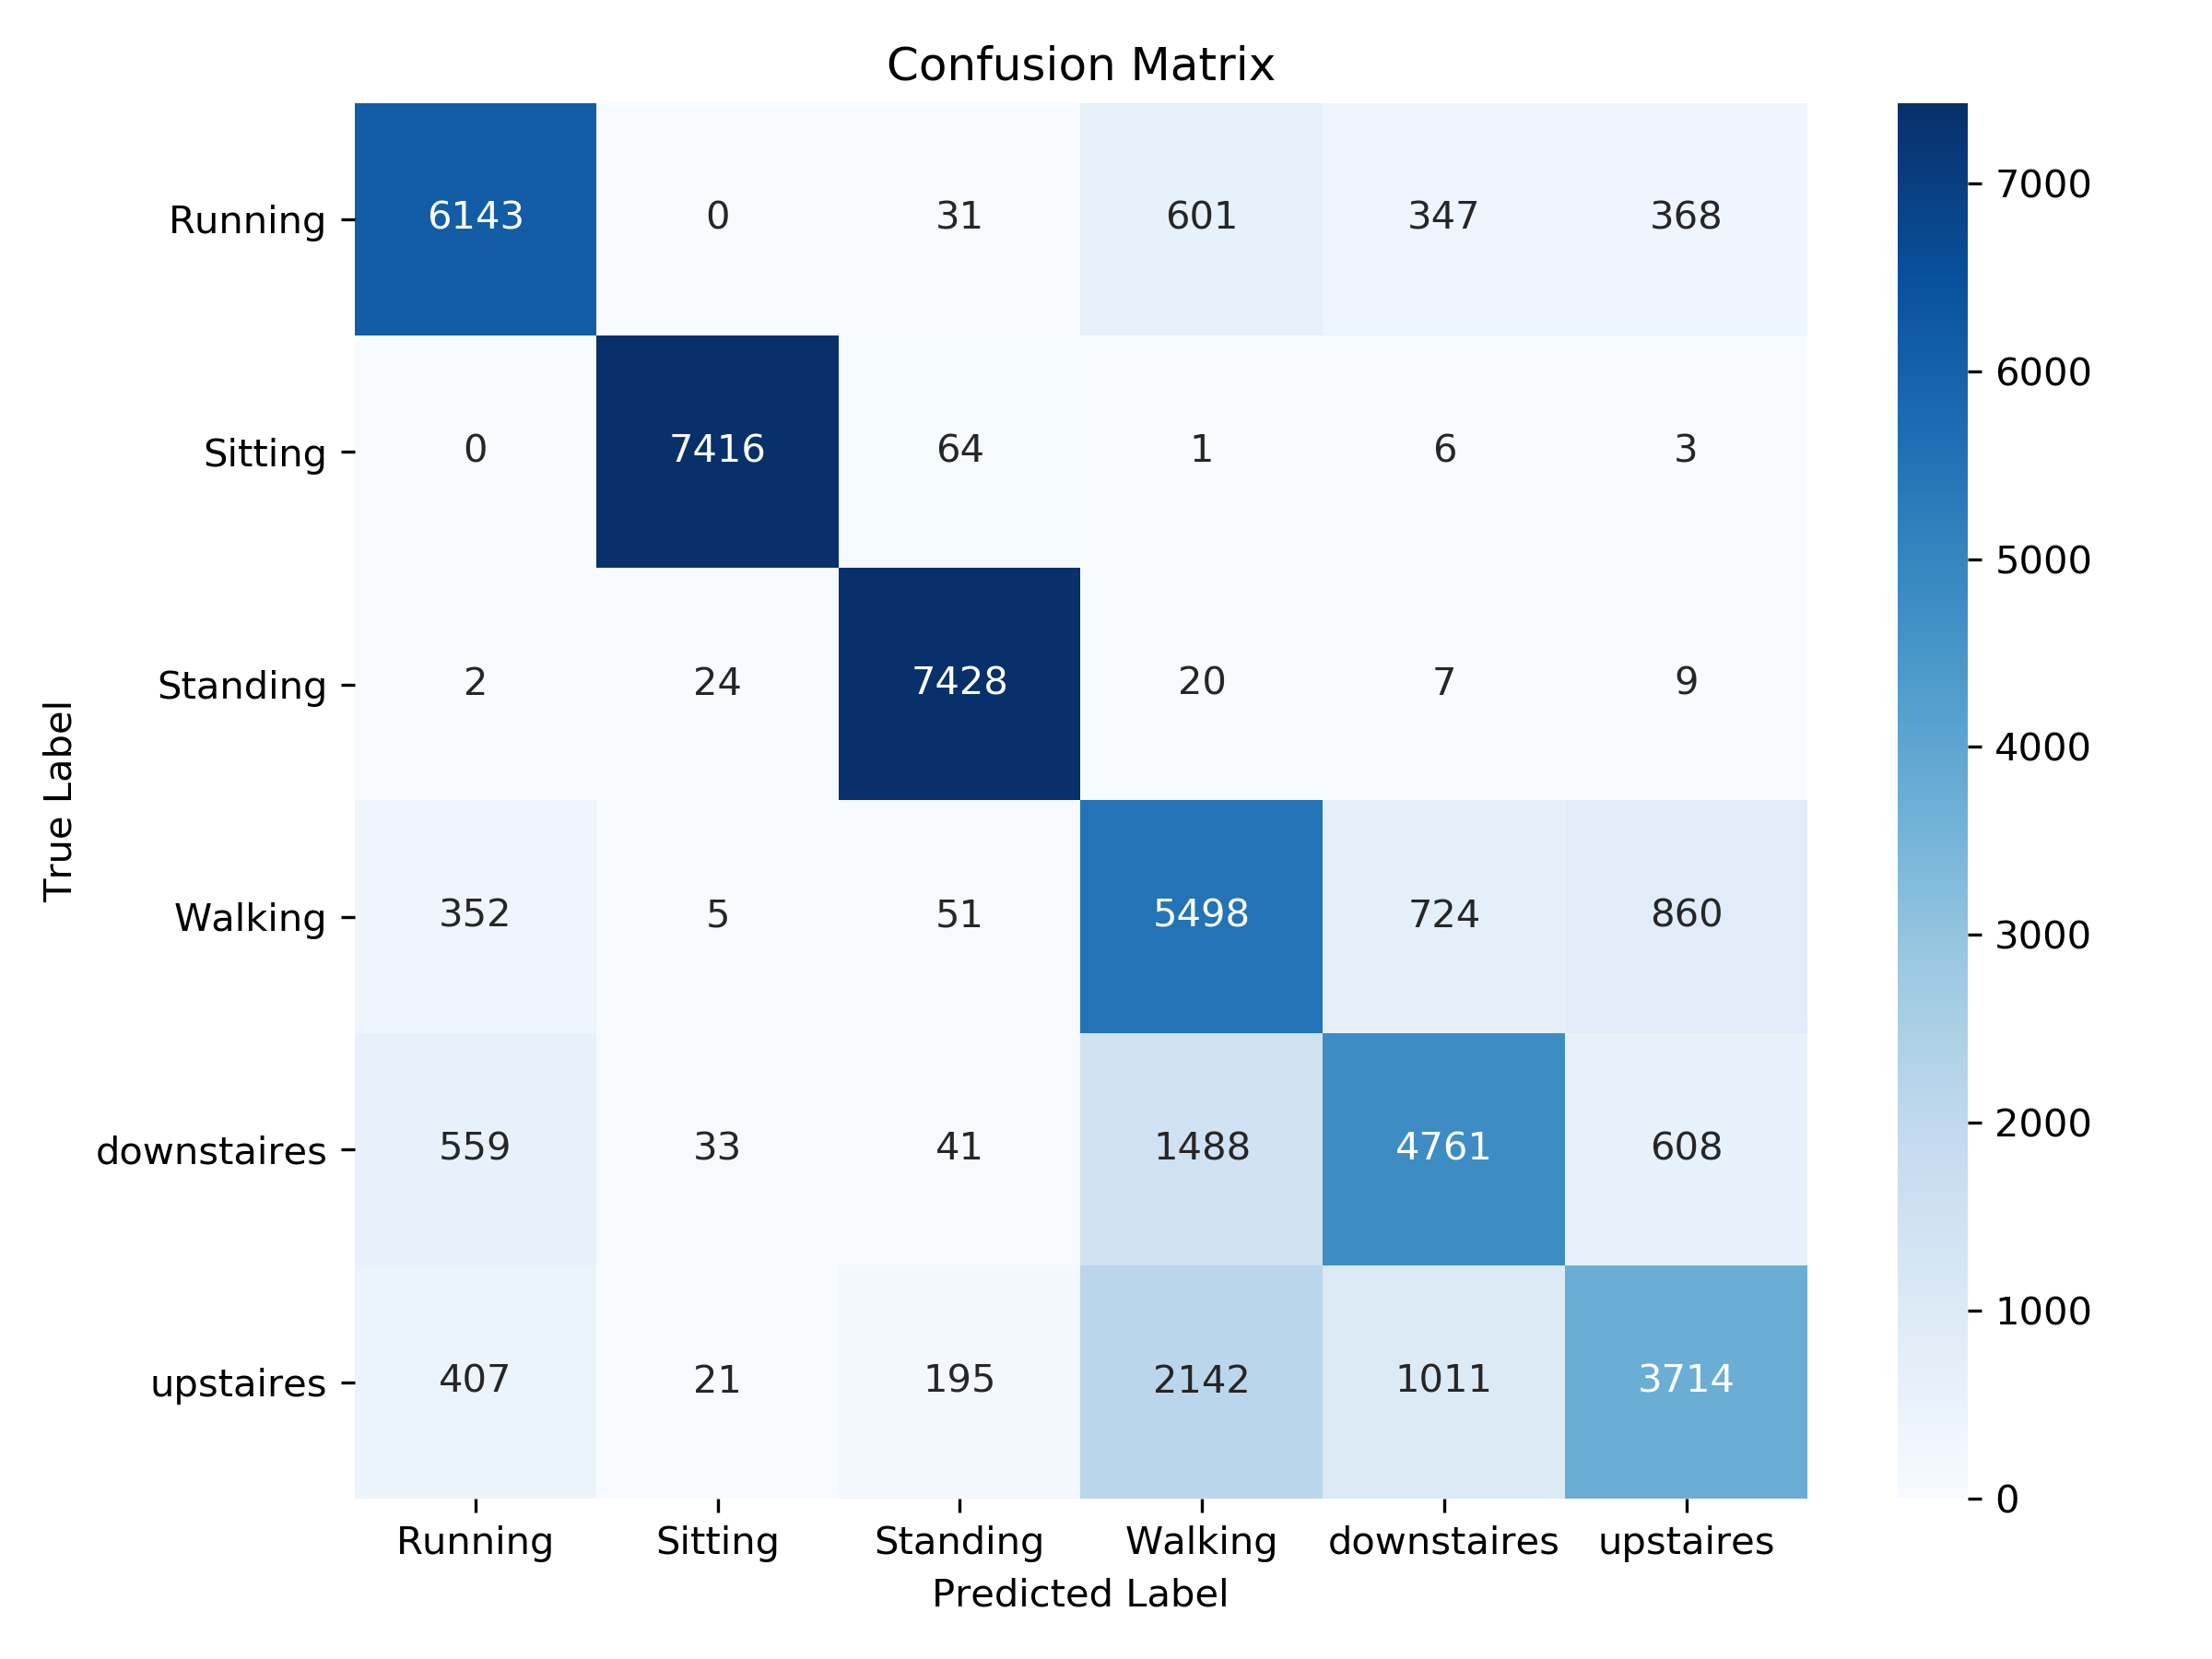 Confusion Matrix
Running 6143 0 31 601 347 368
Sitting 0 7416 64 1 6 3
Standing 2 24 7428 20 7 9
Walking 352 5 51 5498 724 860
downstaires 559 33 41 1488 4761 608
upstaires 407 21 195 2142 1011 3714
Running Sitting Standing Walking downstaires upstaires
Predicted Label
True Label
7000
6000
5000
4000
3000
2000
1000
0